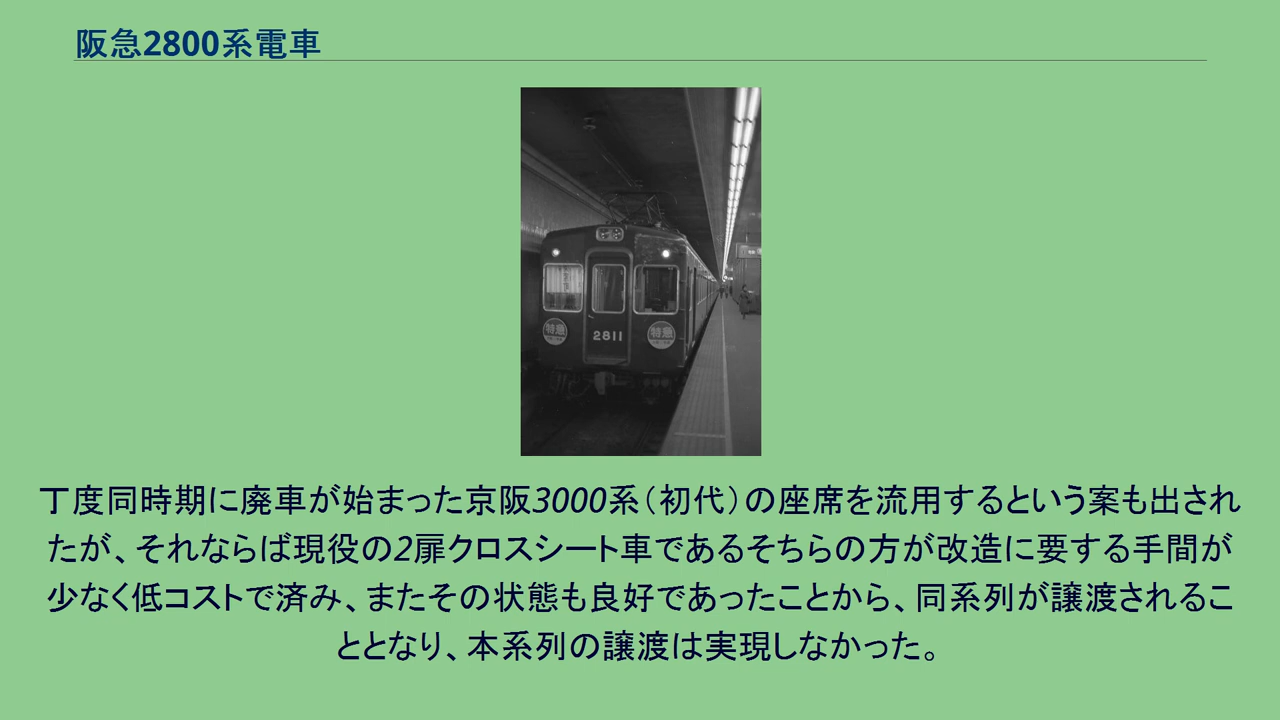 阪急2800系電車
特急
2811
特急
丁度同時期に廃車が始まった京阪3000系（初代）の座席を流用するという案も出され
たが、それならば現役の2扉クロスシート車であるそちらの方が改造に要する手間が
少なく低コストで済み、またその状態も良好であったことから、同系列が譲渡されるこ
ととなり、本系列の譲渡は実現しなかった。